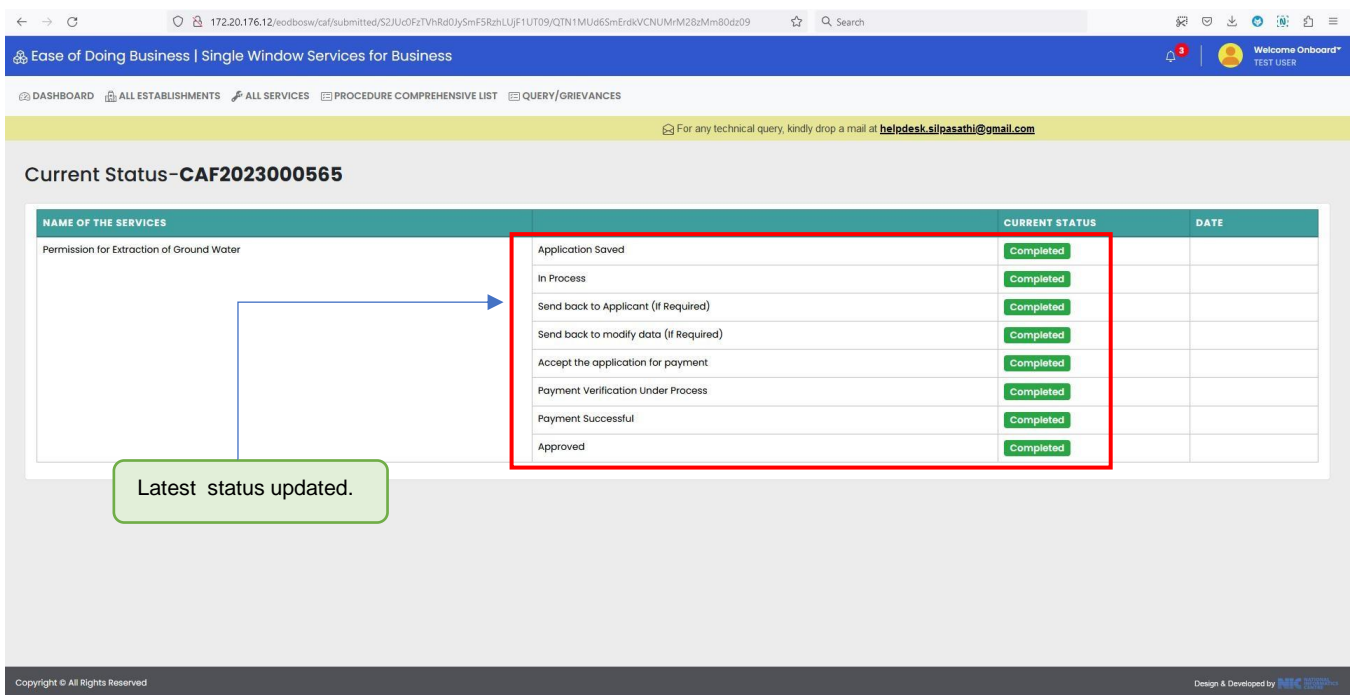 172.20.176.12/eodbosw/caf/submitted/S2JUc0FzTVhRd0JySmF5RzhLUjF1UT09/QTN1MUd6SmErdkVCNUMrM28zMm80dz09 Search
Ease of Doing Business | Single Window Services for Business 3 Welcome Onboard
TEST USER
DASHBOARD ALL ESTABLISHMENTS ALL SERVICES PROCEDURE COMPREHENSIVE LIST QUERY/GRIEVANCES
For any technical query, kindly drop a mail at helpdesk.silpasathi@gmail.com
Current Status-CAF2023000565
NAME OF THE SERVICES CURRENT STATUS DATE
Permission for Extraction of Ground Water Application Saved Completed
In Process Completed
Send back to Applicant (If Required) Completed
Send back to modify data (If Required) Completed
Accept the application for payment Completed
Payment Verification Under Process Completed
Payment Successful Completed
Approved Completed
Latest status updated.
Copyright © All Rights Reserved Design & Developed by NIC